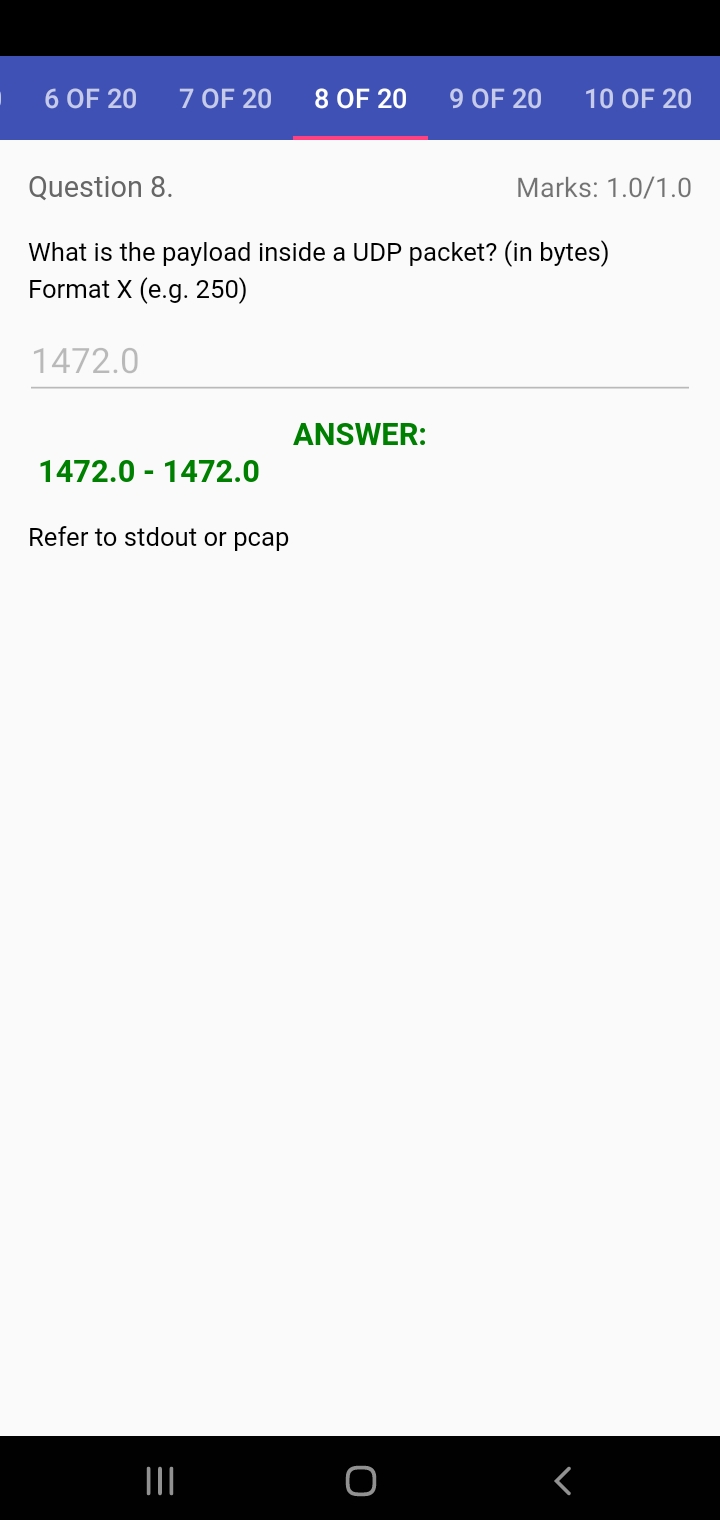 6 OF 20 7 OF 20 8 OF 20 9 OF 20 10 OF 20
Question 8. Marks: 1.0/1.0
What is the payload inside a UDP packet? (in bytes)
Format X (e.g. 250)
1472.0
ANSWER:
1472.0 - 1472.0
Refer to stdout or pcap